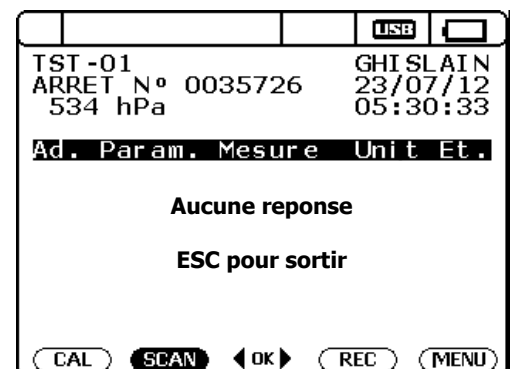 USB
TST-01 GHISLAIN
ARRET Nº 0035726 23/07/12
534 hPa 05:30:33
Ad. Param. Mesure Unit Et.
Aucune reponse
ESC pour sortir
CAL SCAN OK REC MENU